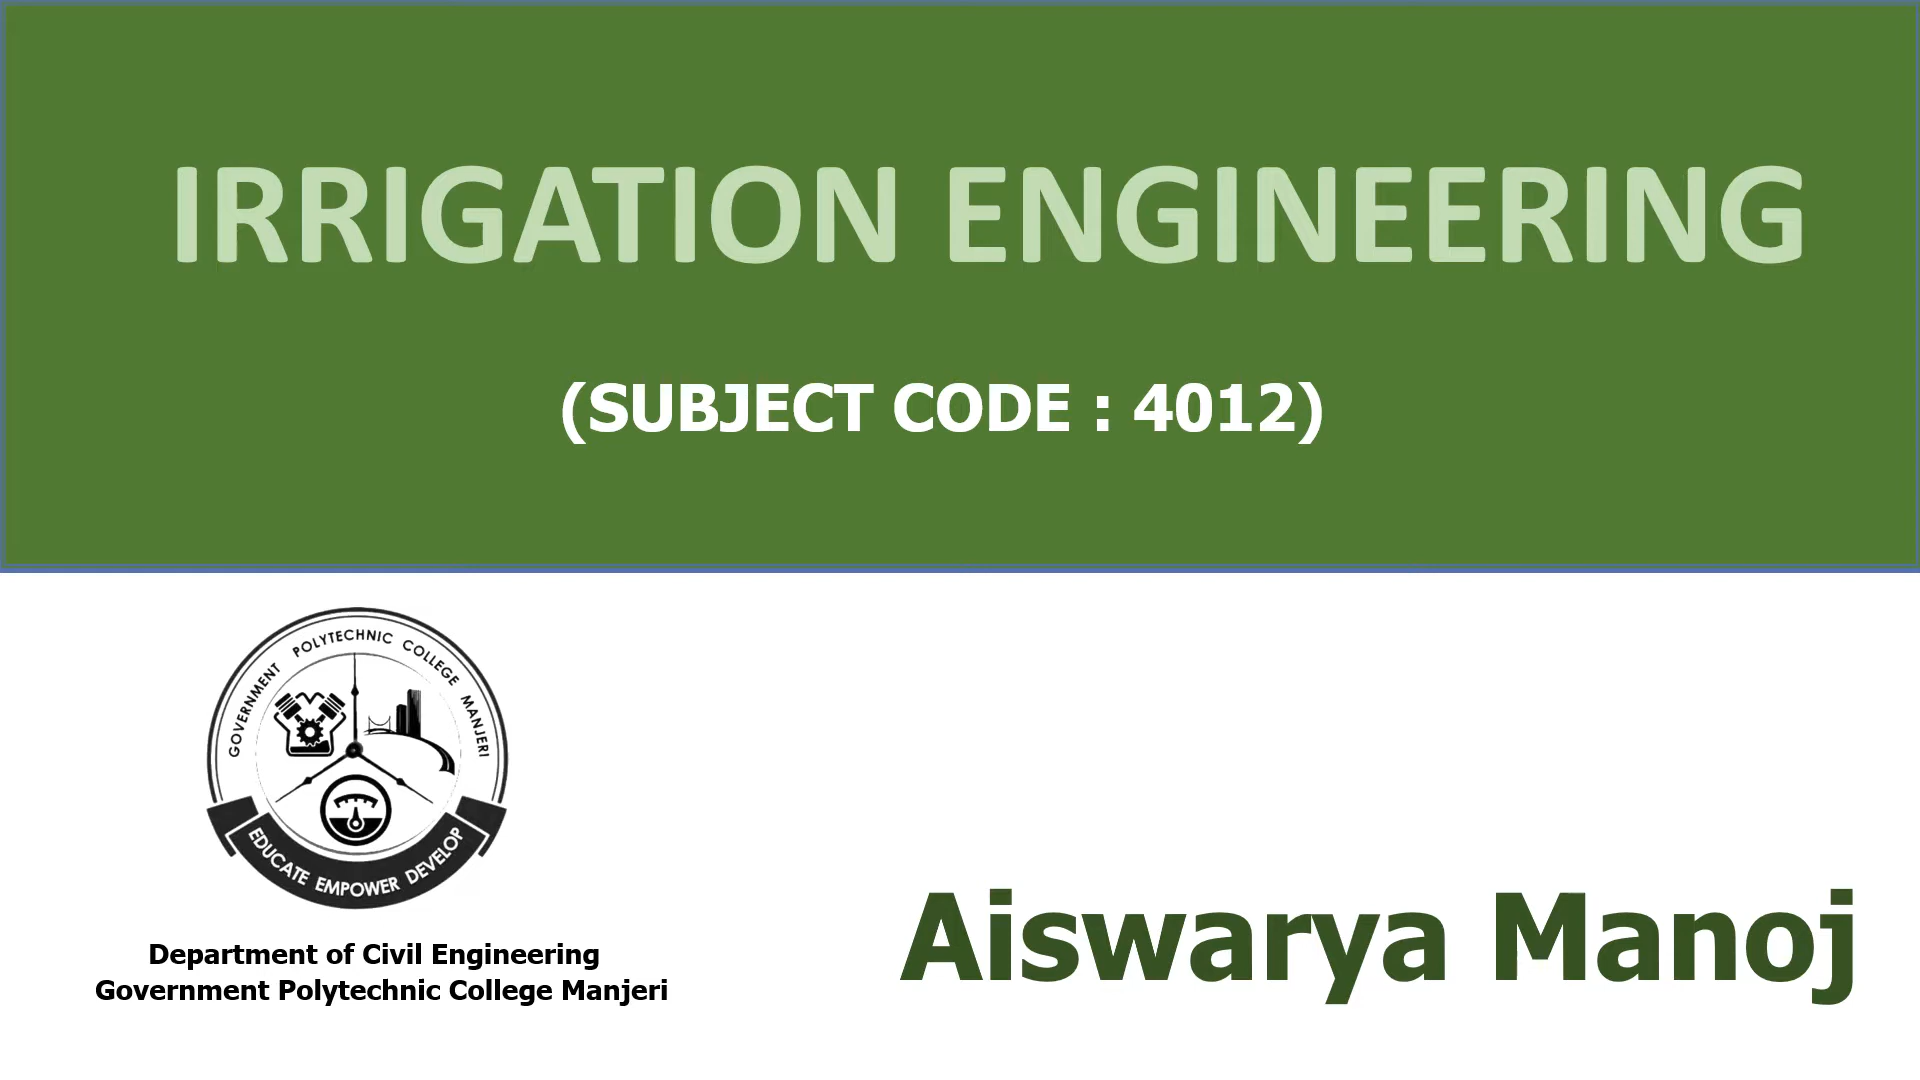 IRRIGATION ENGINEERING
(SUBJECT CODE : 4012)
GOVERNMENT POLYTECHNIC COLLEGE MANJERI
EDUCATE EMPOWER DEVELOP
Department of Civil Engineering
Government Polytechnic College Manjeri
Aiswarya Manoj